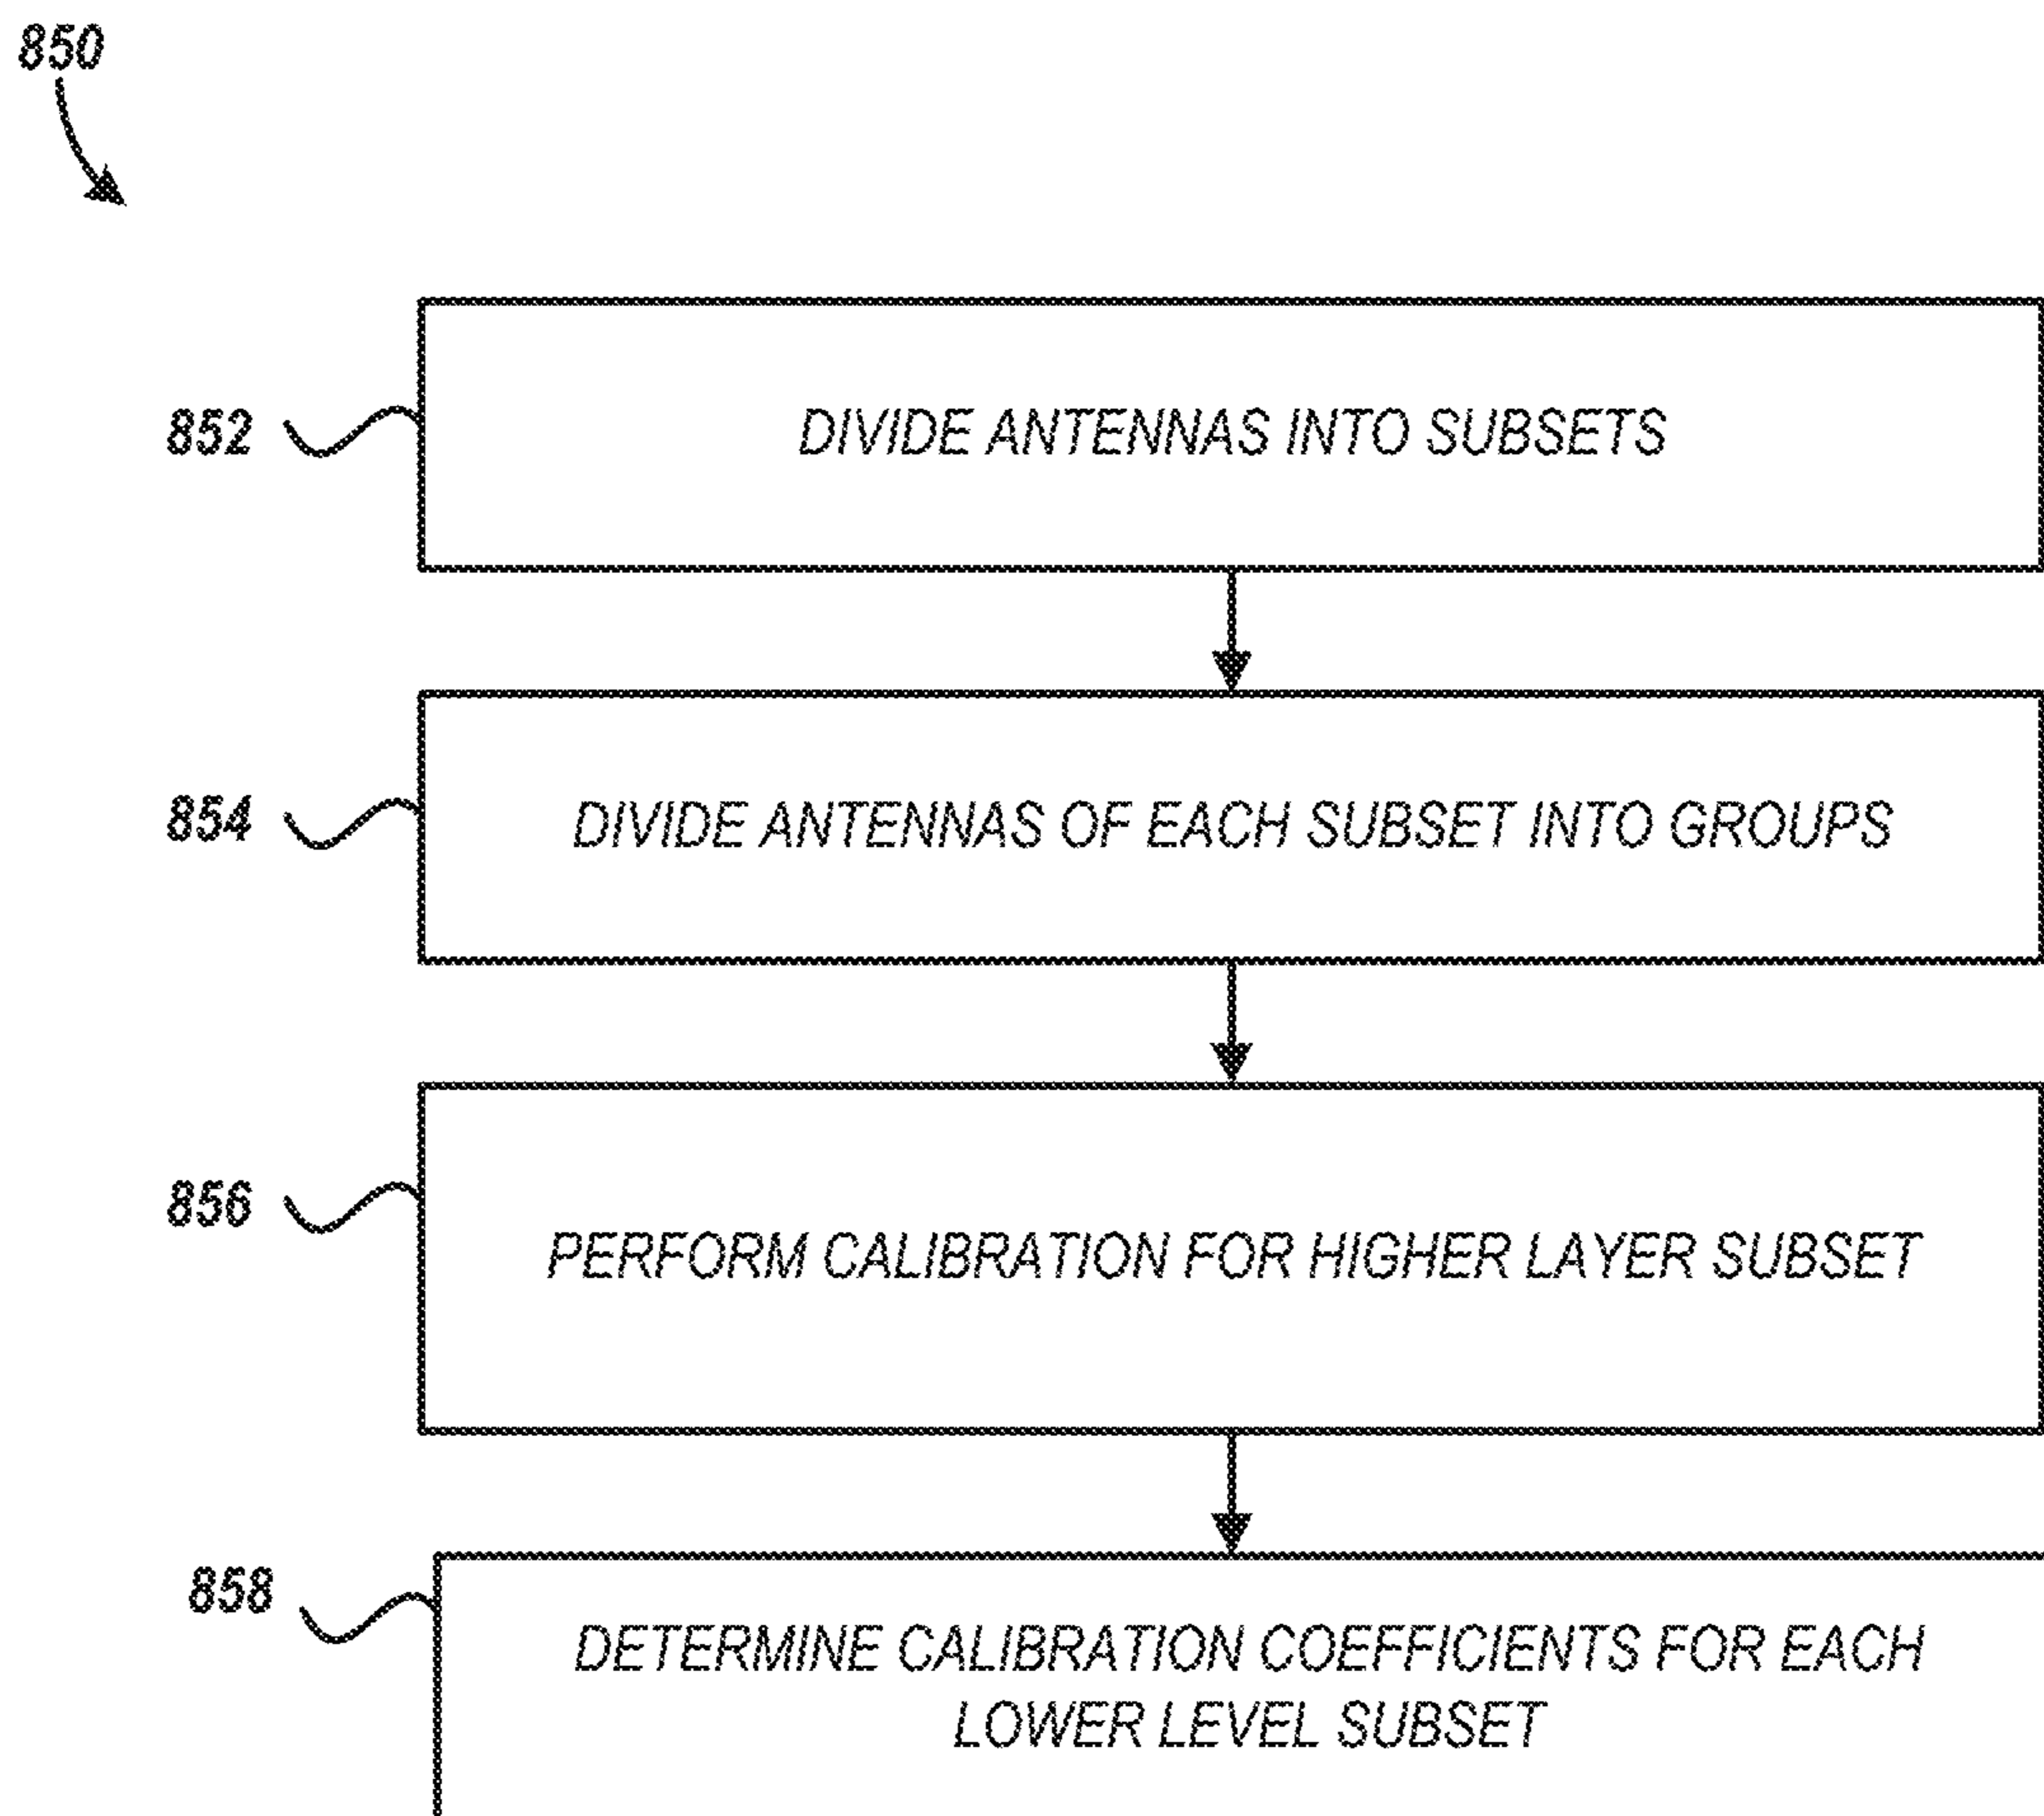 850
852
DIVIDE ANTENNAS INTO SUBSETS
854
DIVIDE ANTENNAS OF EACH SUBSET INTO GROUPS
856
PERFORM CALIBRATION FOR HIGHER LAYER SUBSET
858
DETERMINE CALIBRATION COEFFICIENTS FOR EACH
LOWER LEVEL SUBSET